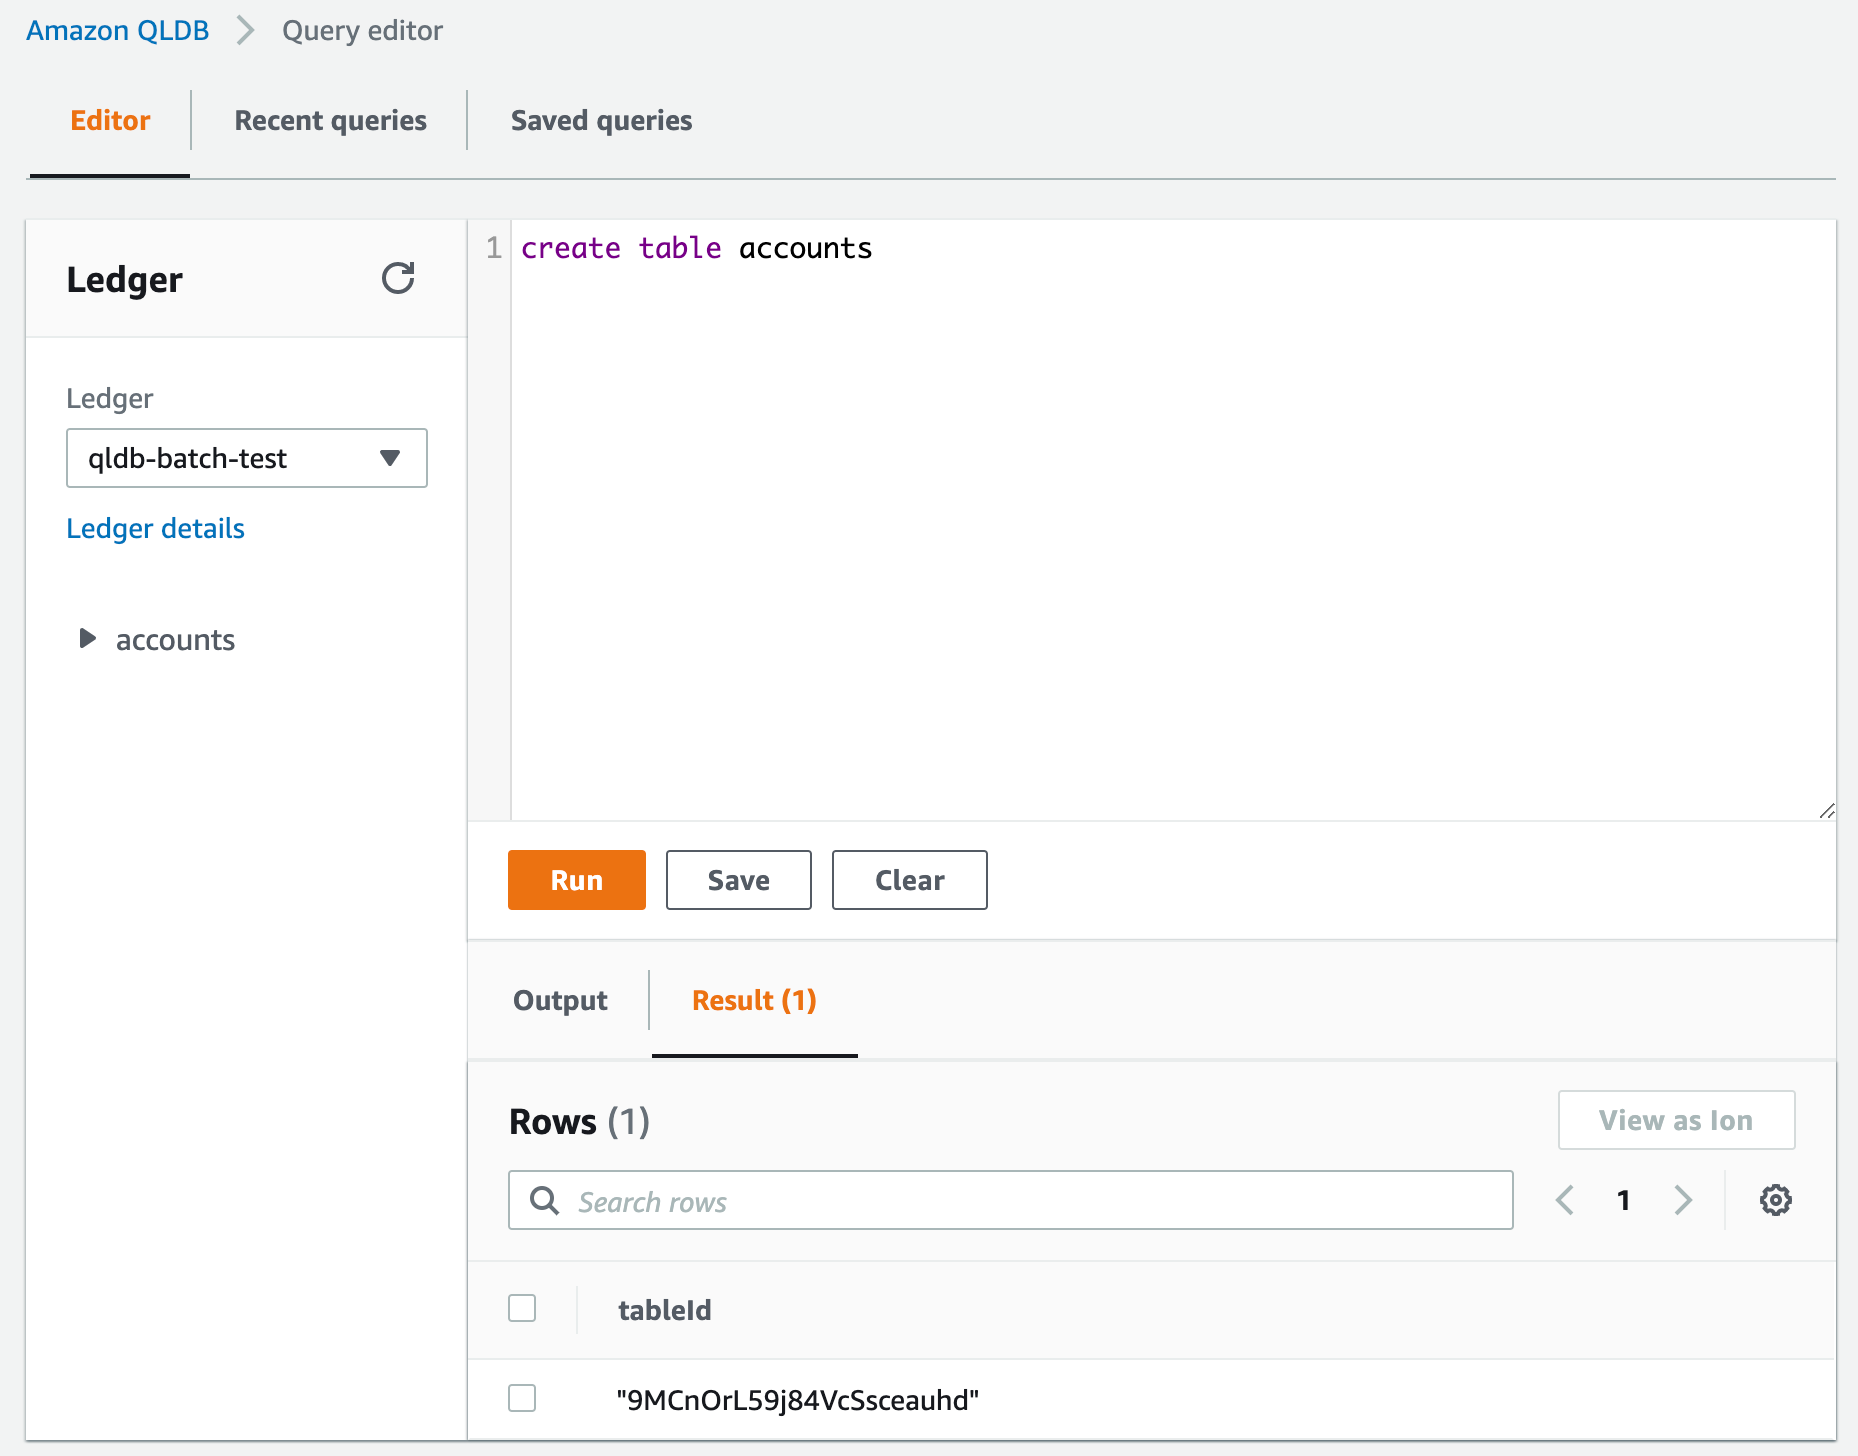 Amazon QLDB > Query editor
Editor
Recent queries
Saved queries
Ledger
Ledger
qldb-batch-test
Ledger details
accounts
1 create table accounts
Run
Save
Clear
Output
Result (1)
Rows (1)
View as Ion
Search rows
1
tableId
"9MCnOrL59j84VcSsceauhd"